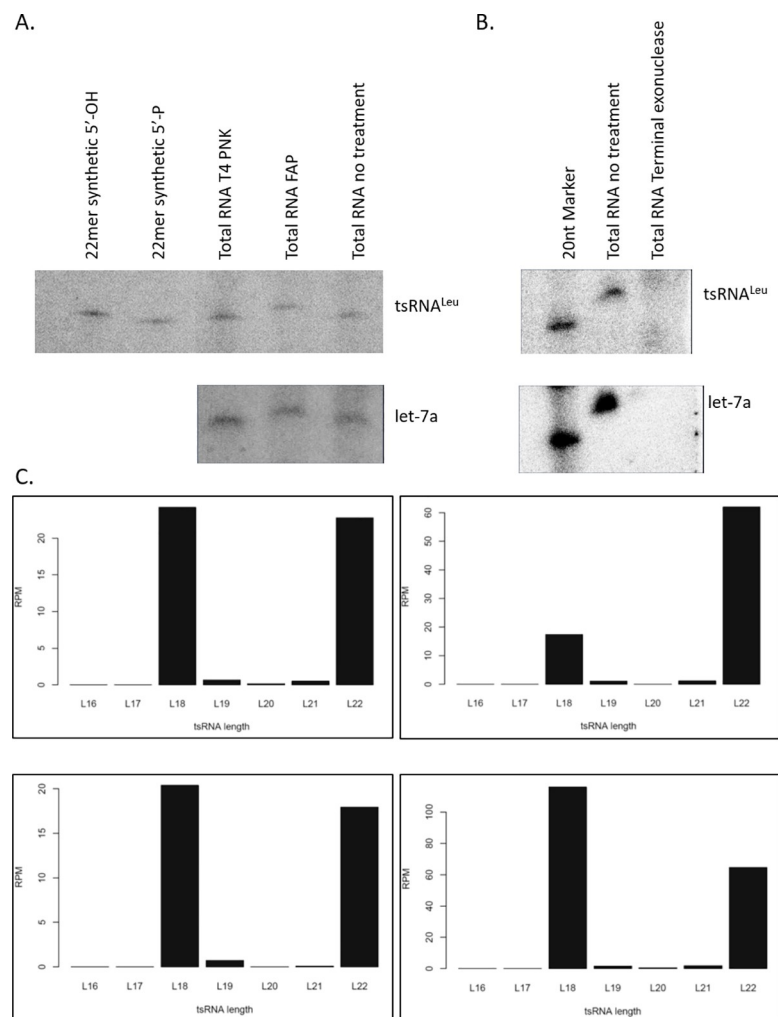 A.
B.
22mer synthetic 5’-OH
22mer synthetic 5’-P
Total RNA T4 PNK
Total RNA FAP
Total RNA no treatment
20nt Marker
Total RNA no treatment
Total RNA Terminal exonuclease
tsRNALeu
tsRNALeu
let-7a
let-7a
C.
RPM
20
15
10
5
0
L16 L17 L18 L19 L20 L21 L22
tsRNA length
RPM
60
50
40
30
20
10
0
L16 L17 L18 L19 L20 L21 L22
tsRNA length
RPM
20
15
10
5
0
L16 L17 L18 L19 L20 L21 L22
tsRNA length
RPM
100
80
60
40
20
0
L16 L17 L18 L19 L20 L21 L22
tsRNA length